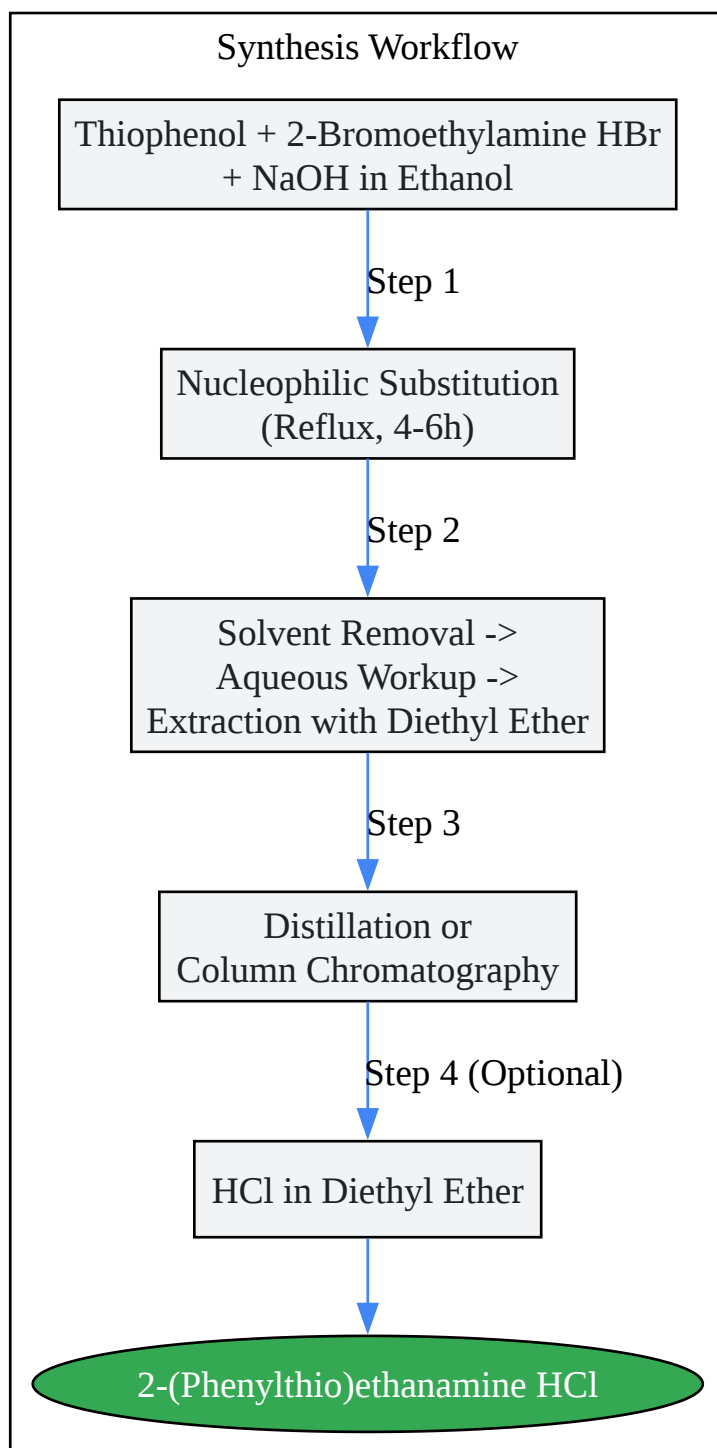 Synthesis Workflow
Thiophenol + 2-Bromoethylamine HBr
+ NaOH in Ethanol
Step 1
Nucleophilic Substitution
(Reflux, 4-6h)
Step 2
Solvent Removal ->
Aqueous Workup ->
Extraction with Diethyl Ether
Step 3
Distillation or
Column Chromatography
Step 4 (Optional)
HCl in Diethyl Ether
2-(Phenylthio)ethanamine HCl